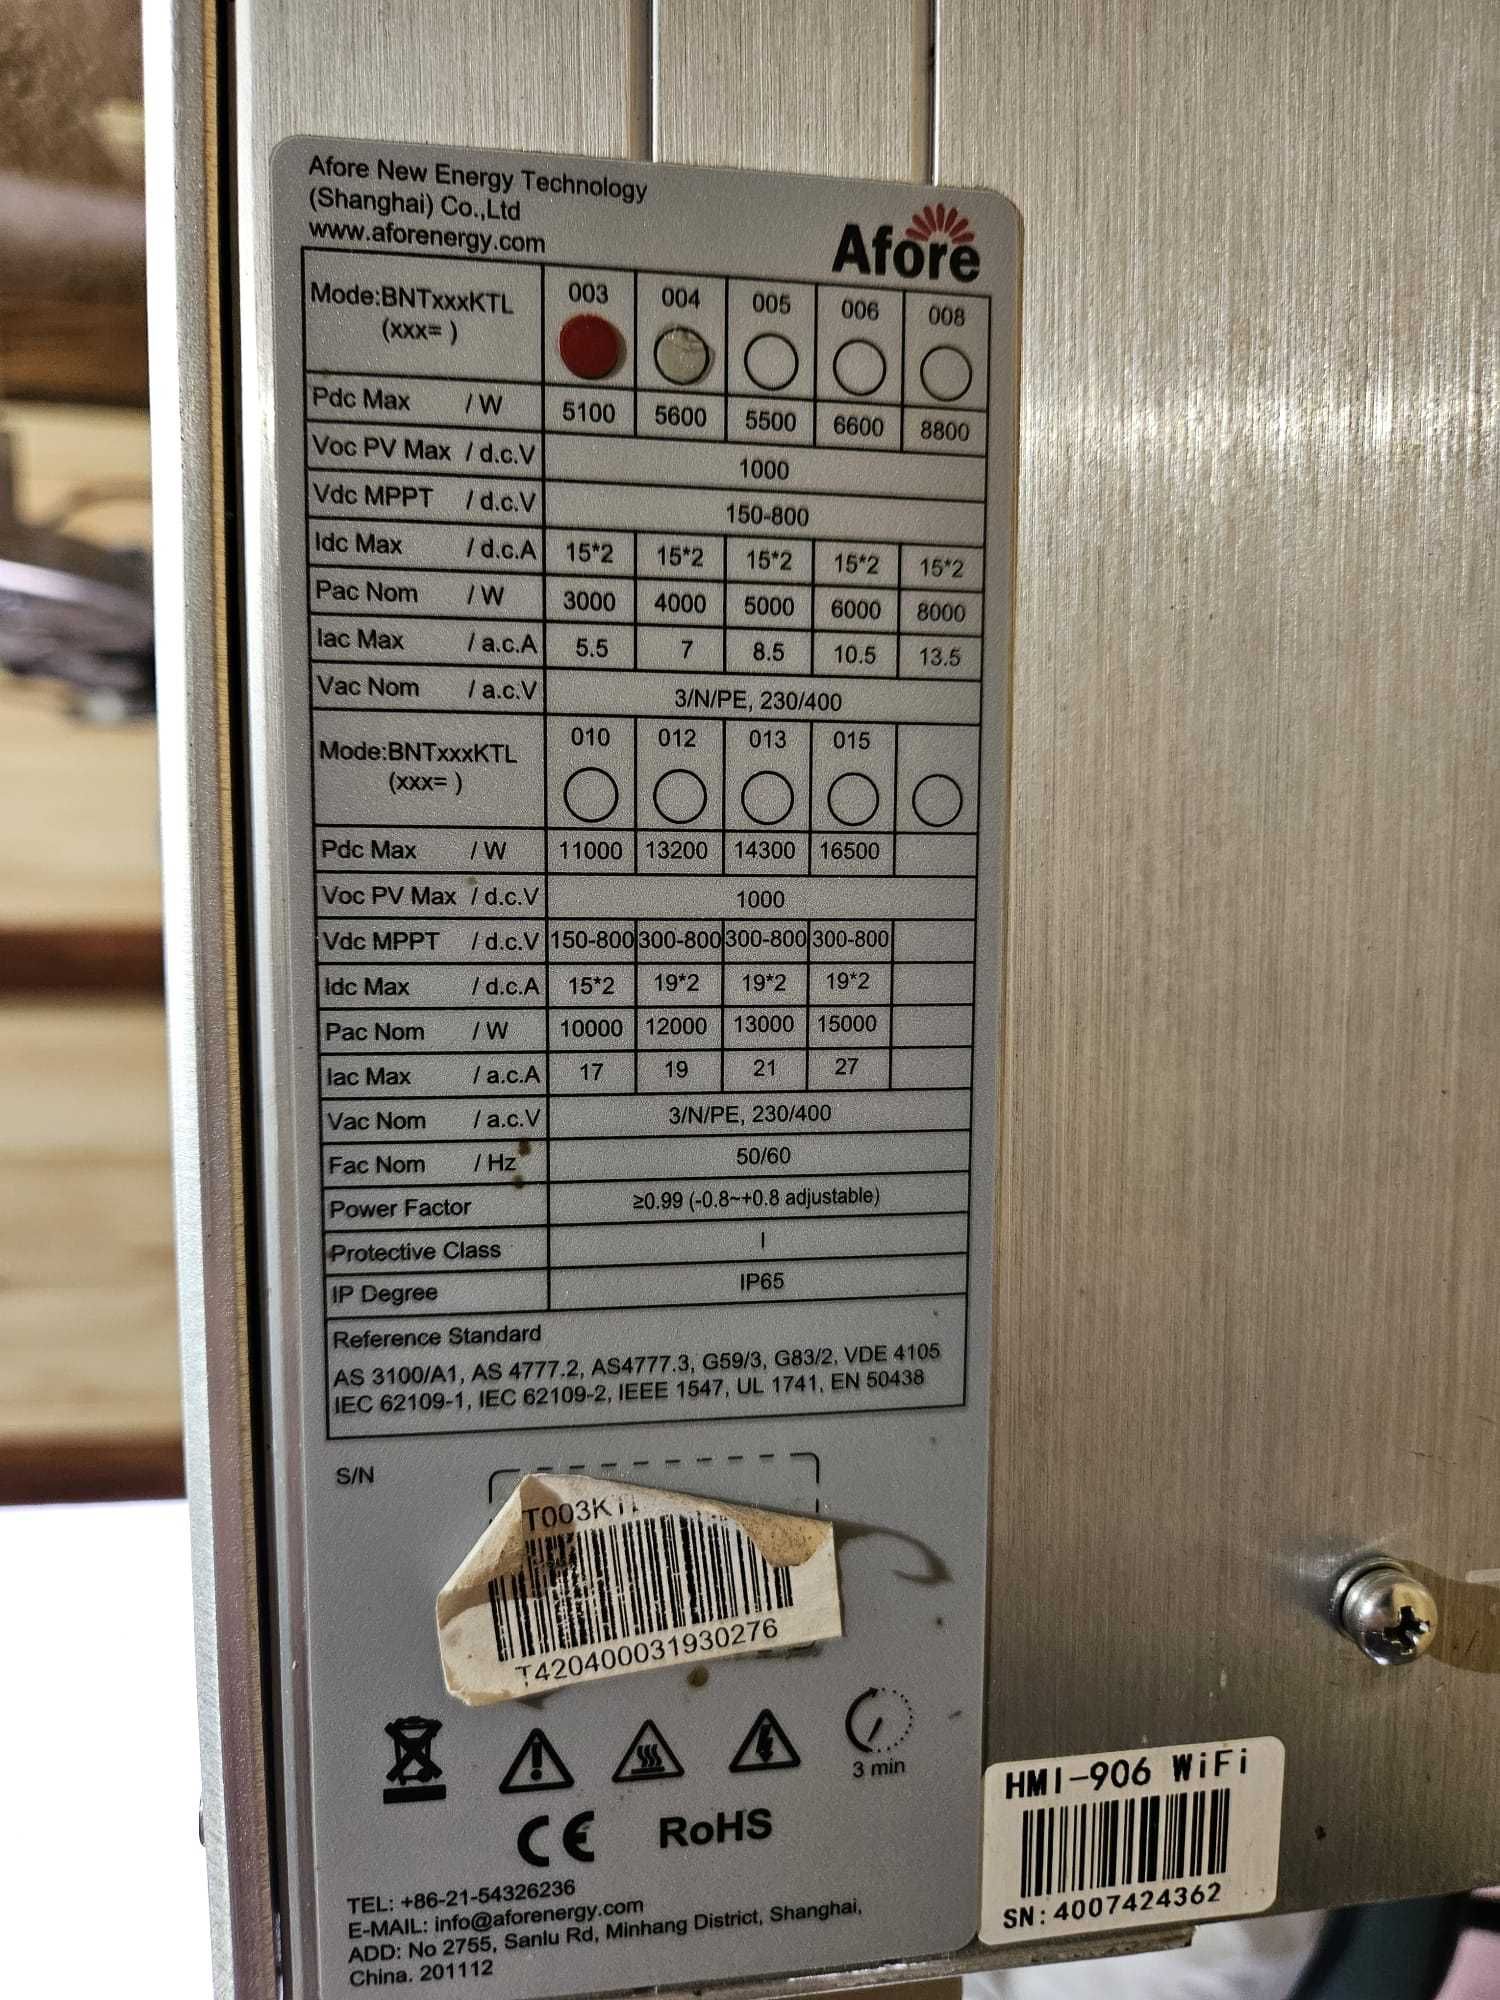 Afore New Energy Technology
(Shanghai) Co.,Ltd
www.aforenergy.com
Afore
Mode:BNTxxxKTL (xxx= ) 003 004 005 006 008
Pdc Max / W 5100 5600 5500 6600 8800
Voc PV Max / d.c.V 1000
Vdc MPPT / d.c.V 150-800
Idc Max / d.c.A 15*2 15*2 15*2 15*2 15*2
Pac Nom / W 3000 4000 5000 6000 8000
Iac Max / a.c.A 5.5 7 8.5 10.5 13.5
Vac Nom / a.c.V 3/N/PE, 230/400
Mode:BNTxxxKTL (xxx= ) 010 012 013 015
Pdc Max / W 11000 13200 14300 16500
Voc PV Max / d.c.V 1000
Vdc MPPT / d.c.V 150-800 300-800 300-800 300-800
Idc Max / d.c.A 15*2 19*2 19*2 19*2
Pac Nom / W 10000 12000 13000 15000
Iac Max / a.c.A 17 19 21 27
Vac Nom / a.c.V 3/N/PE, 230/400
Fac Nom / Hz 50/60
Power Factor ≥0.99 (-0.8~+0.8 adjustable)
Protective Class I
IP Degree IP65
Reference Standard
AS 3100/A1, AS 4777.2, AS4777.3, G59/3, G83/2, VDE 4105
IEC 62109-1, IEC 62109-2, IEEE 1547, UL 1741, EN 50438
S/N
T003KT
T420400031930276
3 min
CE RoHS
HMI-906 WiFi
SN:4007424362
TEL: +86-21-54326236
E-MAIL: info@aforenergy.com
ADD: No 2755, Sanlu Rd, Minhang District, Shanghai,
China. 201112